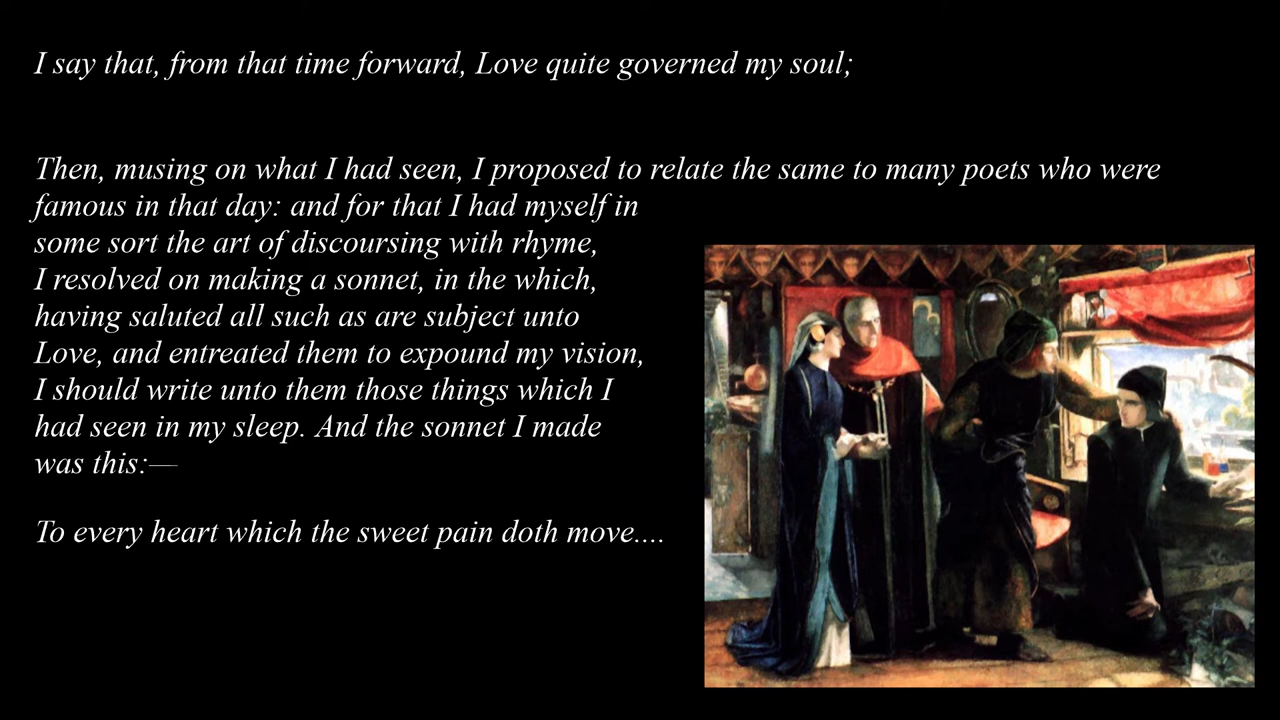 I say that, from that time forward, Love quite governed my soul;
Then, musing on what I had seen, I proposed to relate the same to many poets who were
famous in that day: and for that I had myself in
some sort the art of discoursing with rhyme,
I resolved on making a sonnet, in the which,
having saluted all such as are subject unto
Love, and entreated them to expound my vision,
I should write unto them those things which I
had seen in my sleep. And the sonnet I made
was this:—
To every heart which the sweet pain doth move....